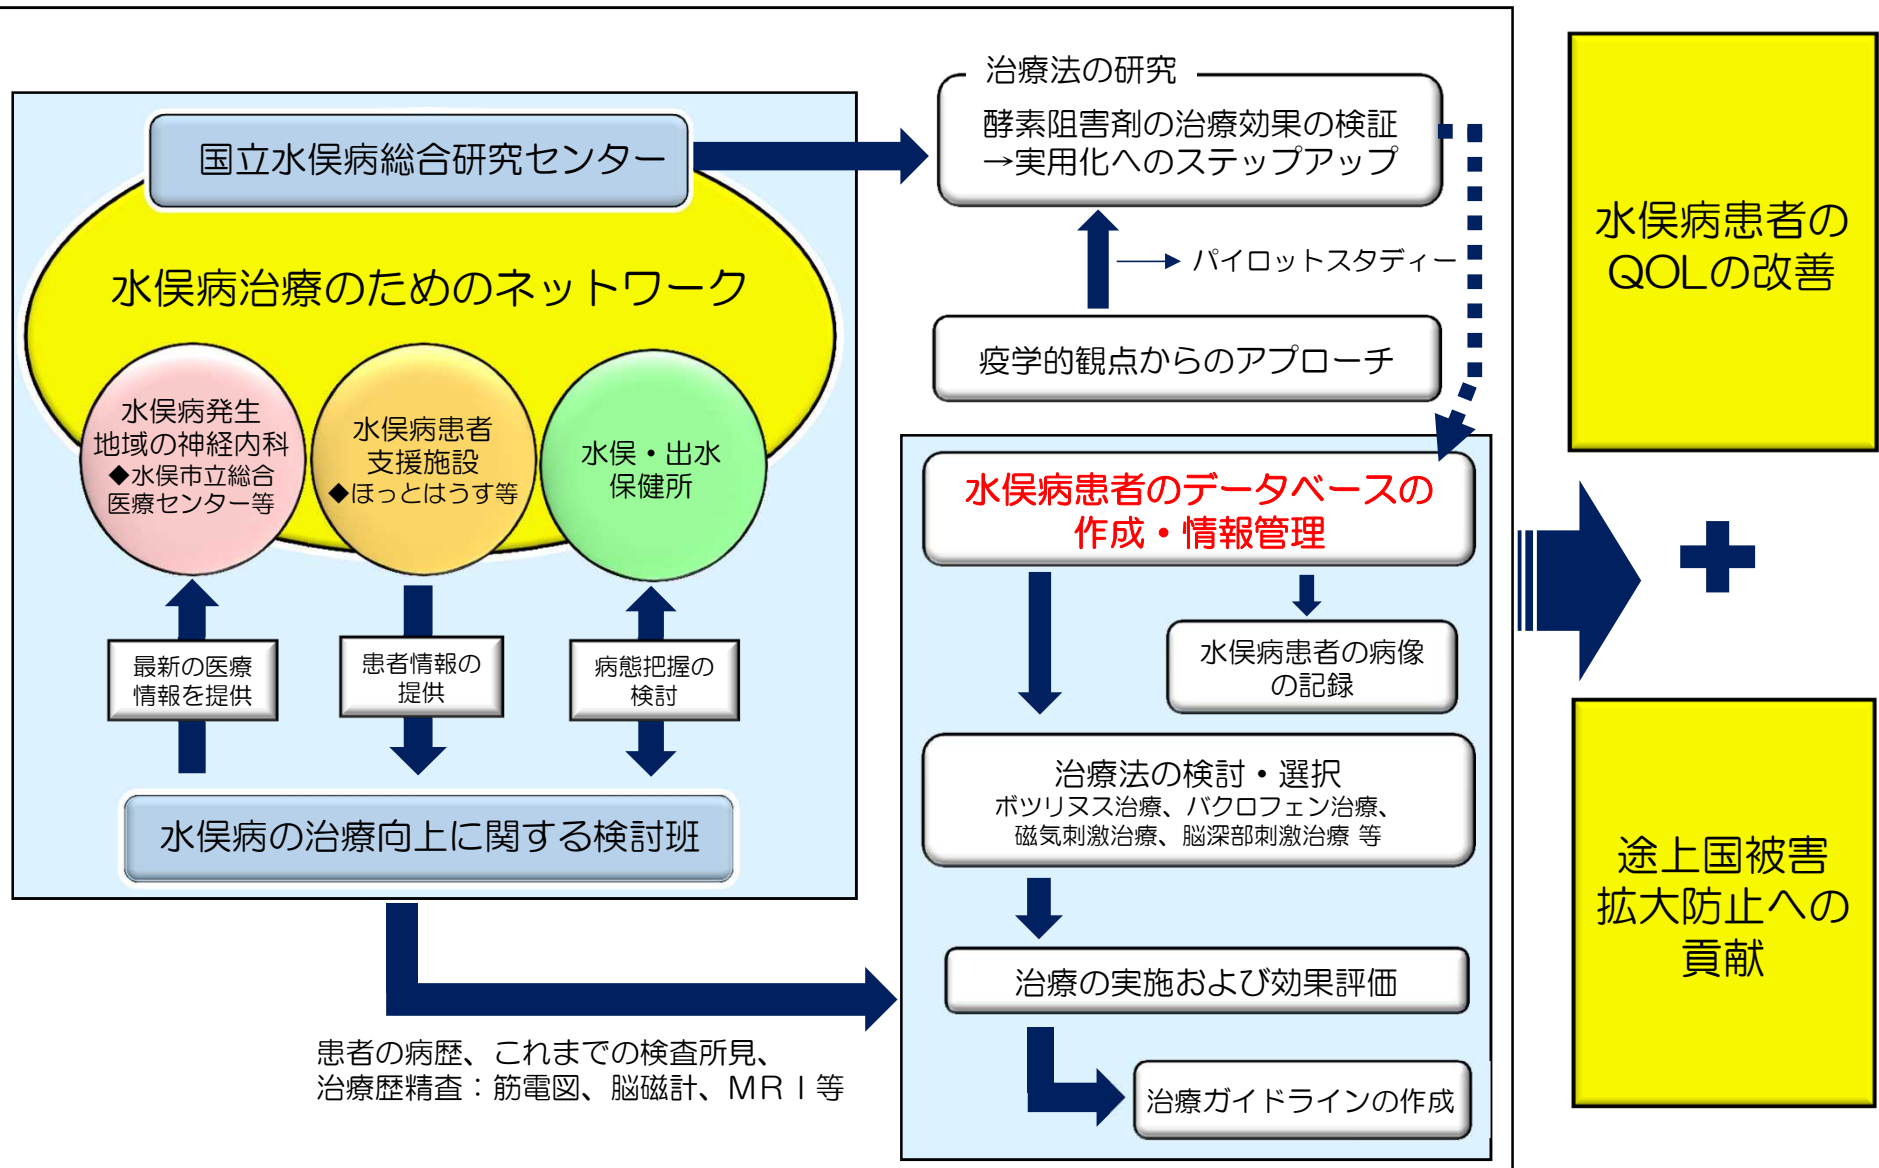 国立水俣病総合研究センター
水俣病治療のためのネットワーク
水俣病発生
地域の神経内科
◆水俣市立総合
医療センター等
水俣病患者
支援施設
◆ほっとはうす等
水俣・出水
保健所
最新の医療
情報を提供
患者情報の
提供
病態把握の
検討
水俣病の治療向上に関する検討班
患者の病歴、これまでの検査所見、
治療歴精査：筋電図、脳磁計、ＭＲＩ等
治療法の研究
酵素阻害剤の治療効果の検証
→実用化へのステップアップ
パイロットスタディー
疫学的観点からのアプローチ
水俣病患者のデータベースの
作成・情報管理
水俣病患者の病像
の記録
治療法の検討・選択
ボツリヌス治療、バクロフェン治療、
磁気刺激治療、脳深部刺激治療 等
治療の実施および効果評価
治療ガイドラインの作成
水俣病患者の
QOLの改善
途上国被害
拡大防止への
貢献